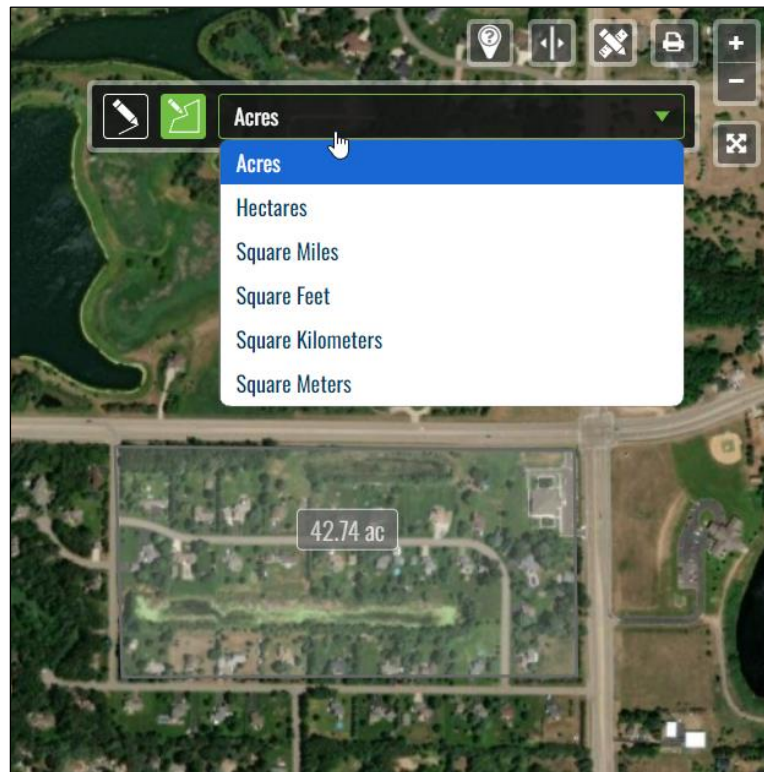 ?
+
−
Acres
Acres
Hectares
Square Miles
Square Feet
Square Kilometers
Square Meters
42.74 ac